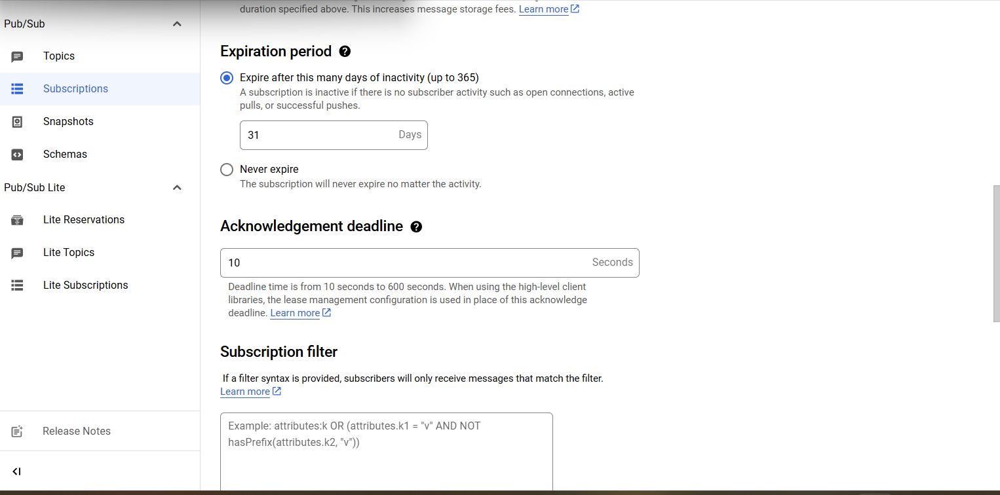 duration specified above. This increases message storage fees. Learn more
Pub/Sub
Topics
Subscriptions
Snapshots
Schemas
Pub/Sub Lite
Lite Reservations
Lite Topics
Lite Subscriptions
Release Notes
Expiration period
Expire after this many days of inactivity (up to 365)
A subscription is inactive if there is no subscriber activity such as open connections, active
pulls, or successful pushes.
31 Days
Never expire
The subscription will never expire no matter the activity.
Acknowledgement deadline
10 Seconds
Deadline time is from 10 seconds to 600 seconds. When using the high-level client
libraries, the lease management configuration is used in place of this acknowledge
deadline. Learn more
Subscription filter
If a filter syntax is provided, subscribers will only receive messages that match the filter.
Learn more
Example: attributes:k OR (attributes.k1 = "v" AND NOT
hasPrefix(attributes.k2, "v"))